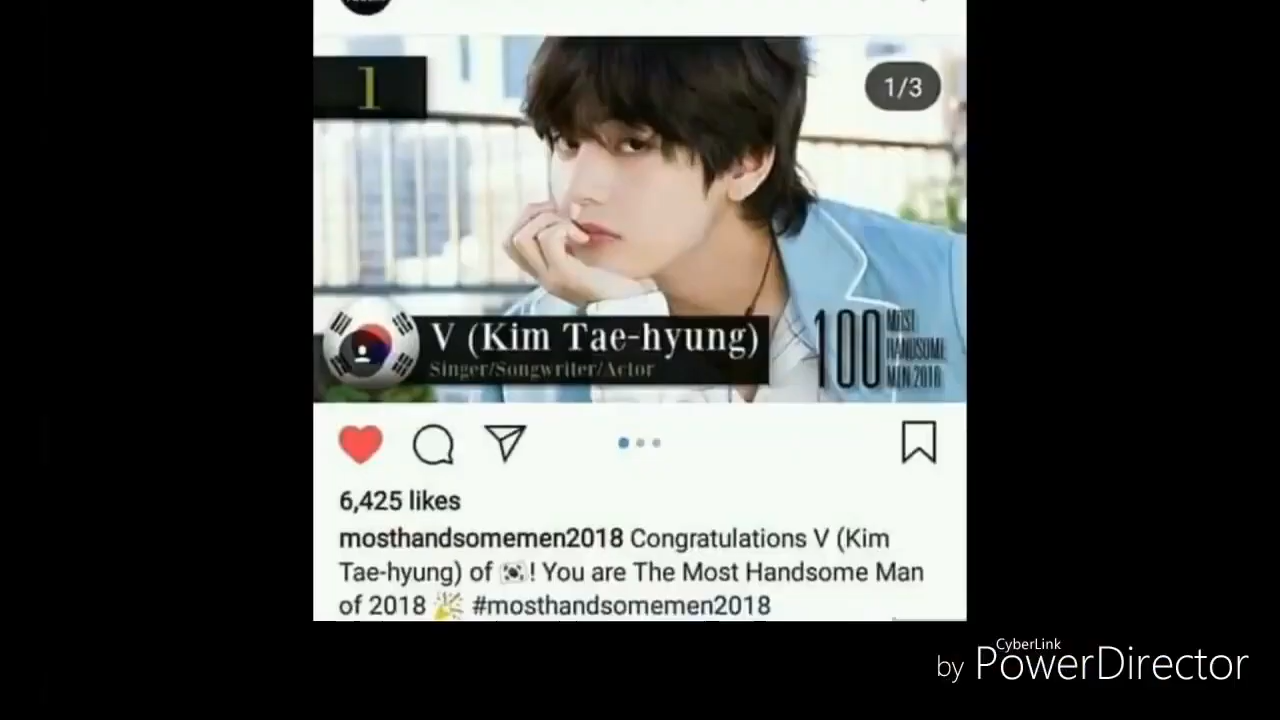 1
1/3
V (Kim Tae-hyung)
Singer/Songwriter/Actor
100 MOST
HANDSOME
MEN 2018
6,425 likes
mosthandsomemen2018 Congratulations V (Kim
Tae-hyung) of 🇰🇷! You are The Most Handsome Man
of 2018 🎉 #mosthandsomemen2018
CyberLink
by PowerDirector